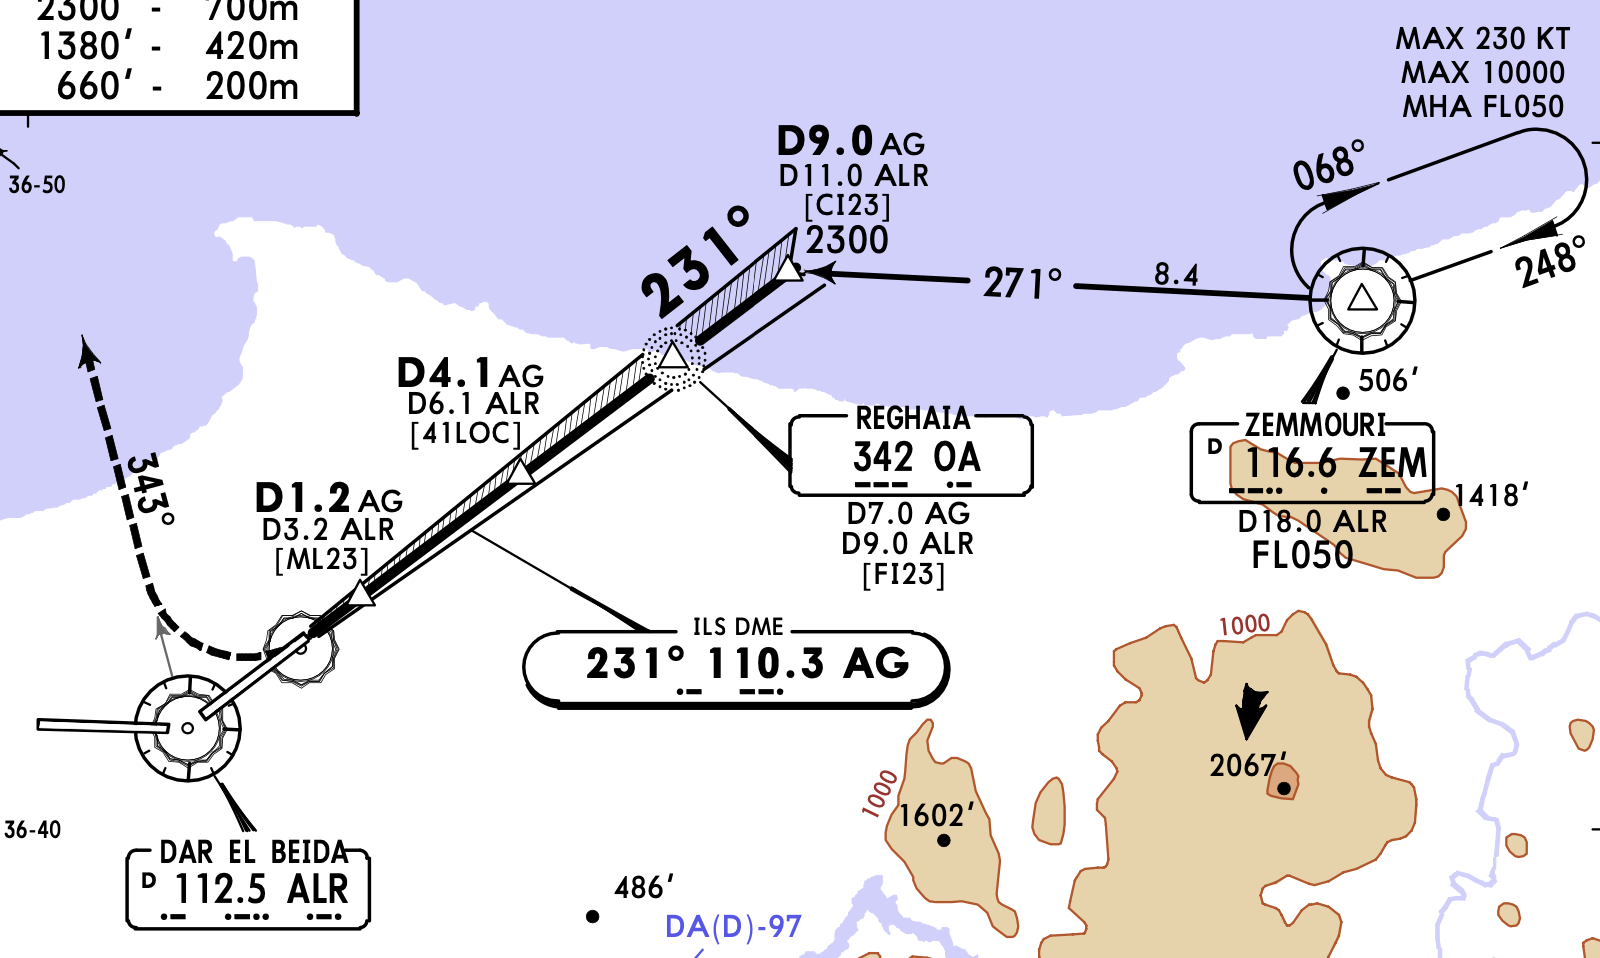 2300' - 700m
1380' - 420m
660' - 200m
MAX 230 KT
MAX 10000
MHA FL050
36-50
D9.0 AG
D11.0 ALR
[CI23]
2300
231°
068°
248°
271°
8.4
D4.1 AG
D6.1 ALR
[41LOC]
506'
REGHAIA
342 OA
D7.0 AG
D9.0 ALR
[FI23]
ZEMMOURI
D 116.6 ZEM
D18.0 ALR
FL050
1418'
343°
D1.2 AG
D3.2 ALR
[ML23]
ILS DME
231° 110.3 AG
1000
2067'
1000
1602'
36-40
DAR EL BEIDA
D 112.5 ALR
486'
DA(D)-97